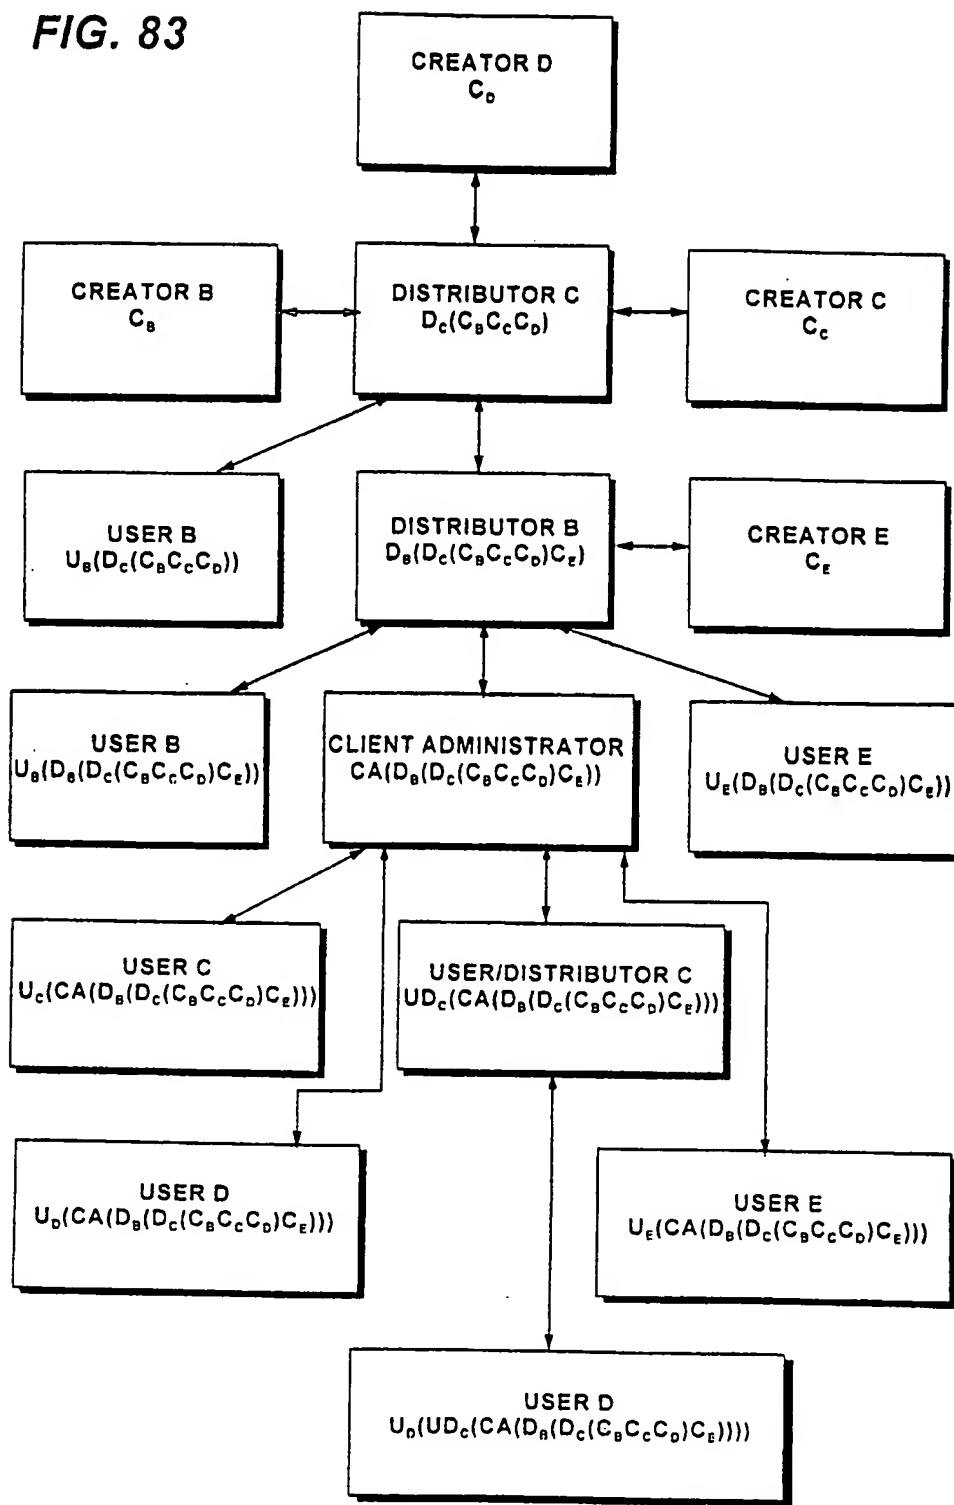 FIG. 83
CREATOR D
C_D
CREATOR B
C_B
DISTRIBUTOR C
D_C(C_BC_CC_D)
CREATOR C
C_C
USER B
U_B(D_C(C_BC_CC_D))
DISTRIBUTOR B
D_B(D_C(C_BC_CC_D)C_E)
CREATOR E
C_E
USER B
U_B(D_B(D_C(C_BC_CC_D)C_E))
CLIENT ADMINISTRATOR
CA(D_B(D_C(C_BC_CC_D)C_E))
USER E
U_E(D_B(D_C(C_BC_CC_D)C_E))
USER C
U_C(CA(D_B(D_C(C_BC_CC_D)C_E)))
USER/DISTRIBUTOR C
UD_C(CA(D_B(D_C(C_BC_CC_D)C_E)))
USER D
U_D(CA(D_B(D_C(C_BC_CC_D)C_E)))
USER E
U_E(CA(D_B(D_C(C_BC_CC_D)C_E)))
USER D
U_D(UD_C(CA(D_B(D_C(C_BC_CC_D)C_E))))